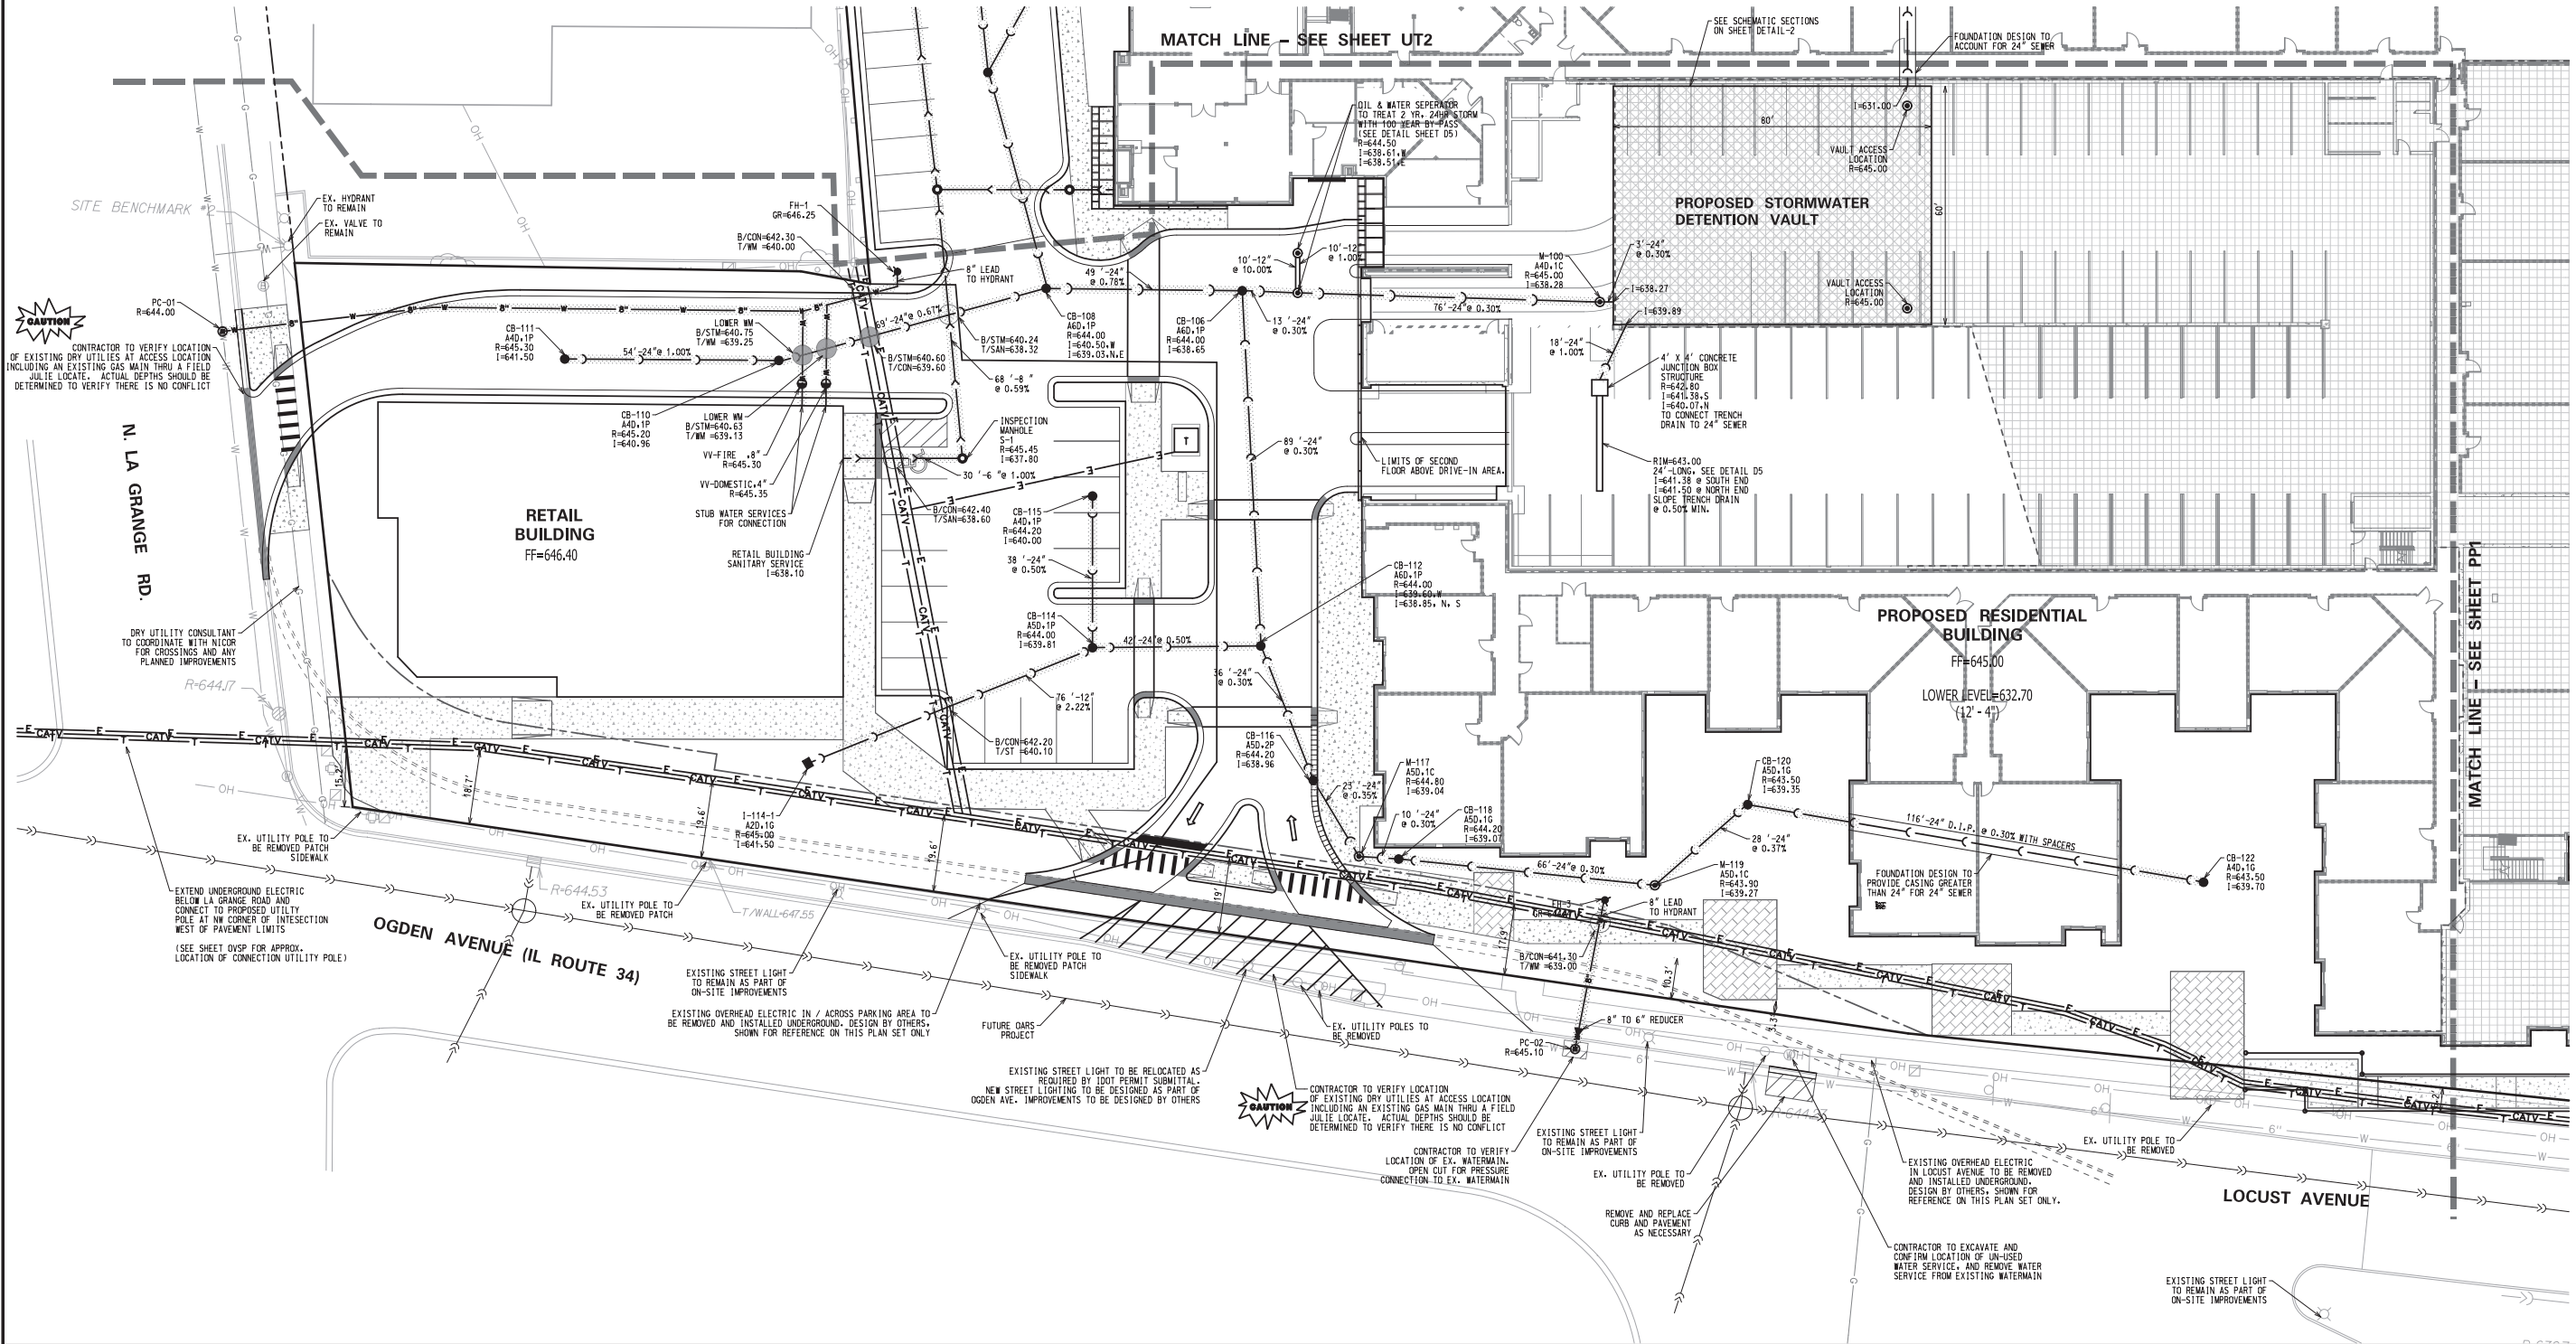 MATCH LINE - SEE SHEET UT2
SEE SCHEMATIC SECTIONS
ON SHEET DETAIL-2
FOUNDATION DESIGN TO
ACCOUNT FOR 24" SEWER
OIL & WATER SEPERATOR
TO TREAT 2 YR, 24HR STORM
WITH 100 YEAR BY-PASS
(SEE DETAIL SHEET D5)
R=644.50
I=638.61,W
I=638.51,E
I=631.00
80'
60'
VAULT ACCESS
LOCATION
R=645.00
PROPOSED STORMWATER
DETENTION VAULT
VAULT ACCESS
LOCATION
R=645.00
SITE BENCHMARK #2
EX. HYDRANT
TO REMAIN
EX. VALVE TO
REMAIN
FH-1
GR=646.25
B/CON=642.30
T/WM =640.00
8" LEAD
TO HYDRANT
49 '-24"
@ 0.78%
10'-12"
@ 10.00%
10'-12"
@ 1.00%
M-100
A4D,1C
R=645.00
I=638.28
3'-24"
@ 0.30%
I=638.27
I=639.89
76'-24"@ 0.30%
PC-01
R=644.00
CAUTION
CONTRACTOR TO VERIFY LOCATION
OF EXISTING DRY UTILIES AT ACCESS LOCATION
INCLUDING AN EXISTING GAS MAIN THRU A FIELD
JULIE LOCATE. ACTUAL DEPTHS SHOULD BE
DETERMINED TO VERIFY THERE IS NO CONFLICT
CB-111
A4D,1P
R=645.30
I=641.50
54'-24"@ 1.00%
LOWER WM
B/STM=640.75
T/WM =639.25
69'-24"@ 0.67%
B/STM=640.60
T/CON=639.60
B/STM=640.24
T/SAN=638.32
CB-108
A6D,1P
R=644.00
I=640.50,W
I=639.03,N,E
CB-106
A6D,1P
R=644.00
I=638.65
13 '-24"
@ 0.30%
18'-24"
@ 1.00%
4' X 4' CONCRETE
JUNCTION BOX
STRUCTURE
R=642.80
I=641.38,S
I=640.07,N
TO CONNECT TRENCH
DRAIN TO 24" SEWER
68 '-8 "
@ 0.59%
CB-110
A4D,1P
R=645.20
I=640.96
LOWER WM
B/STM=640.63
T/WM =639.13
INSPECTION
MANHOLE
S-1
R=645.45
I=637.80
VV-FIRE ,8"
R=645.30
VV-DOMESTIC,4"
R=645.35
30 '-6 "@ 1.00%
STUB WATER SERVICES
FOR CONNECTION
B/CON=642.40
T/SAN=638.60
T
89 '-24"
@ 0.30%
LIMITS OF SECOND
FLOOR ABOVE DRIVE-IN AREA.
RIM=643.00
24'-LONG, SEE DETAIL D5
I=641.38 @ SOUTH END
I=641.50 @ NORTH END
SLOPE TRENCH DRAIN
@ 0.50% MIN.
N. LA GRANGE RD.
RETAIL
BUILDING
FF=646.40
RETAIL BUILDING
SANITARY SERVICE
I=638.10
CB-115
A4D,1P
R=644.20
I=640.00
38 '-24"
@ 0.50%
CB-114
A5D,1P
R=644.00
I=639.81
42'-24"@ 0.50%
CB-112
A6D,1P
R=644.00
I=639.60,W
I=638.85, N, S
DRY UTILITY CONSULTANT
TO COORDINATE WITH NICOR
FOR CROSSINGS AND ANY
PLANNED IMPROVEMENTS
R=644.17
76 '-12"
@ 2.22%
36 '-24"
@ 0.30%
PROPOSED RESIDENTIAL
BUILDING
FF=645.00
LOWER LEVEL=632.70
(12' - 4")
MATCH LINE - SEE SHEET PP1
B/CON=642.20
T/ST =640.10
CB-116
A5D,2P
R=644.20
I=638.96
M-117
A5D,1C
R=644.80
I=639.04
23 '-24"
@ 0.35%
10 '-24"
@ 0.30%
CB-118
A5D,1G
R=644.20
I=639.07
66'-24"@ 0.30%
CB-120
A5D,1G
R=643.50
I=639.35
28 '-24"
@ 0.37%
M-119
A5D,1C
R=643.90
I=639.27
116'-24" D.I.P. @ 0.30% WITH SPACERS
FOUNDATION DESIGN TO
PROVIDE CASING GREATER
THAN 24" FOR 24" SEWER
CB-122
A4D,1G
R=643.50
I=639.70
15.2'
18.7'
19.6'
19.6'
19'
17.9'
10.3'
3.3'
I-114-1
A2D,1G
R=645.00
I=641.50
EX. UTILITY POLE TO
BE REMOVED PATCH
SIDEWALK
EXTEND UNDERGROUND ELECTRIC
BELOW LA GRANGE ROAD AND
CONNECT TO PROPOSED UTILTY
POLE AT NW CORNER OF INTESECTION
WEST OF PAVEMENT LIMITS
(SEE SHEET OVSP FOR APPROX.
LOCATION OF CONNECTION UTILITY POLE)
R=644.53
EX. UTILITY POLE TO
BE REMOVED PATCH
T/WALL=647.55
OGDEN AVENUE (IL ROUTE 34)
EXISTING STREET LIGHT
TO REMAIN AS PART OF
ON-SITE IMPROVEMENTS
EX. UTILITY POLE TO
BE REMOVED PATCH
SIDEWALK
FH-3
8" LEAD
TO HYDRANT
B/CON=641.30
T/WM =639.00
EXISTING OVERHEAD ELECTRIC IN / ACROSS PARKING AREA TO
BE REMOVED AND INSTALLED UNDERGROUND. DESIGN BY OTHERS,
SHOWN FOR REFERENCE ON THIS PLAN SET ONLY
FUTURE OARS
PROJECT
EX. UTILITY POLES TO
BE REMOVED
8" TO 6" REDUCER
PC-02
R=645.10
EXISTING STREET LIGHT TO BE RELOCATED AS
REQUIRED BY IDOT PERMIT SUBMITTAL.
NEW STREET LIGHTING TO BE DESIGNED AS PART OF
OGDEN AVE. IMPROVEMENTS TO BE DESIGNED BY OTHERS
CAUTION
CONTRACTOR TO VERIFY LOCATION
OF EXISTING DRY UTILIES AT ACCESS LOCATION
INCLUDING AN EXISTING GAS MAIN THRU A FIELD
JULIE LOCATE. ACTUAL DEPTHS SHOULD BE
DETERMINED TO VERIFY THERE IS NO CONFLICT
CONTRACTOR TO VERIFY
LOCATION OF EX. WATERMAIN.
OPEN CUT FOR PRESSURE
CONNECTION TO EX. WATERMAIN
EXISTING STREET LIGHT
TO REMAIN AS PART OF
ON-SITE IMPROVEMENTS
EX. UTILITY POLE TO
BE REMOVED
REMOVE AND REPLACE
CURB AND PAVEMENT
AS NECESSARY
EX. UTILITY POLE TO
BE REMOVED
EXISTING OVERHEAD ELECTRIC
IN LOCUST AVENUE TO BE REMOVED
AND INSTALLED UNDERGROUND.
DESIGN BY OTHERS, SHOWN FOR
REFERENCE ON THIS PLAN SET ONLY.
LOCUST AVENUE
CONTRACTOR TO EXCAVATE AND
CONFIRM LOCATION OF UN-USED
WATER SERVICE, AND REMOVE WATER
SERVICE FROM EXISTING WATERMAIN
EXISTING STREET LIGHT
TO REMAIN AS PART OF
ON-SITE IMPROVEMENTS